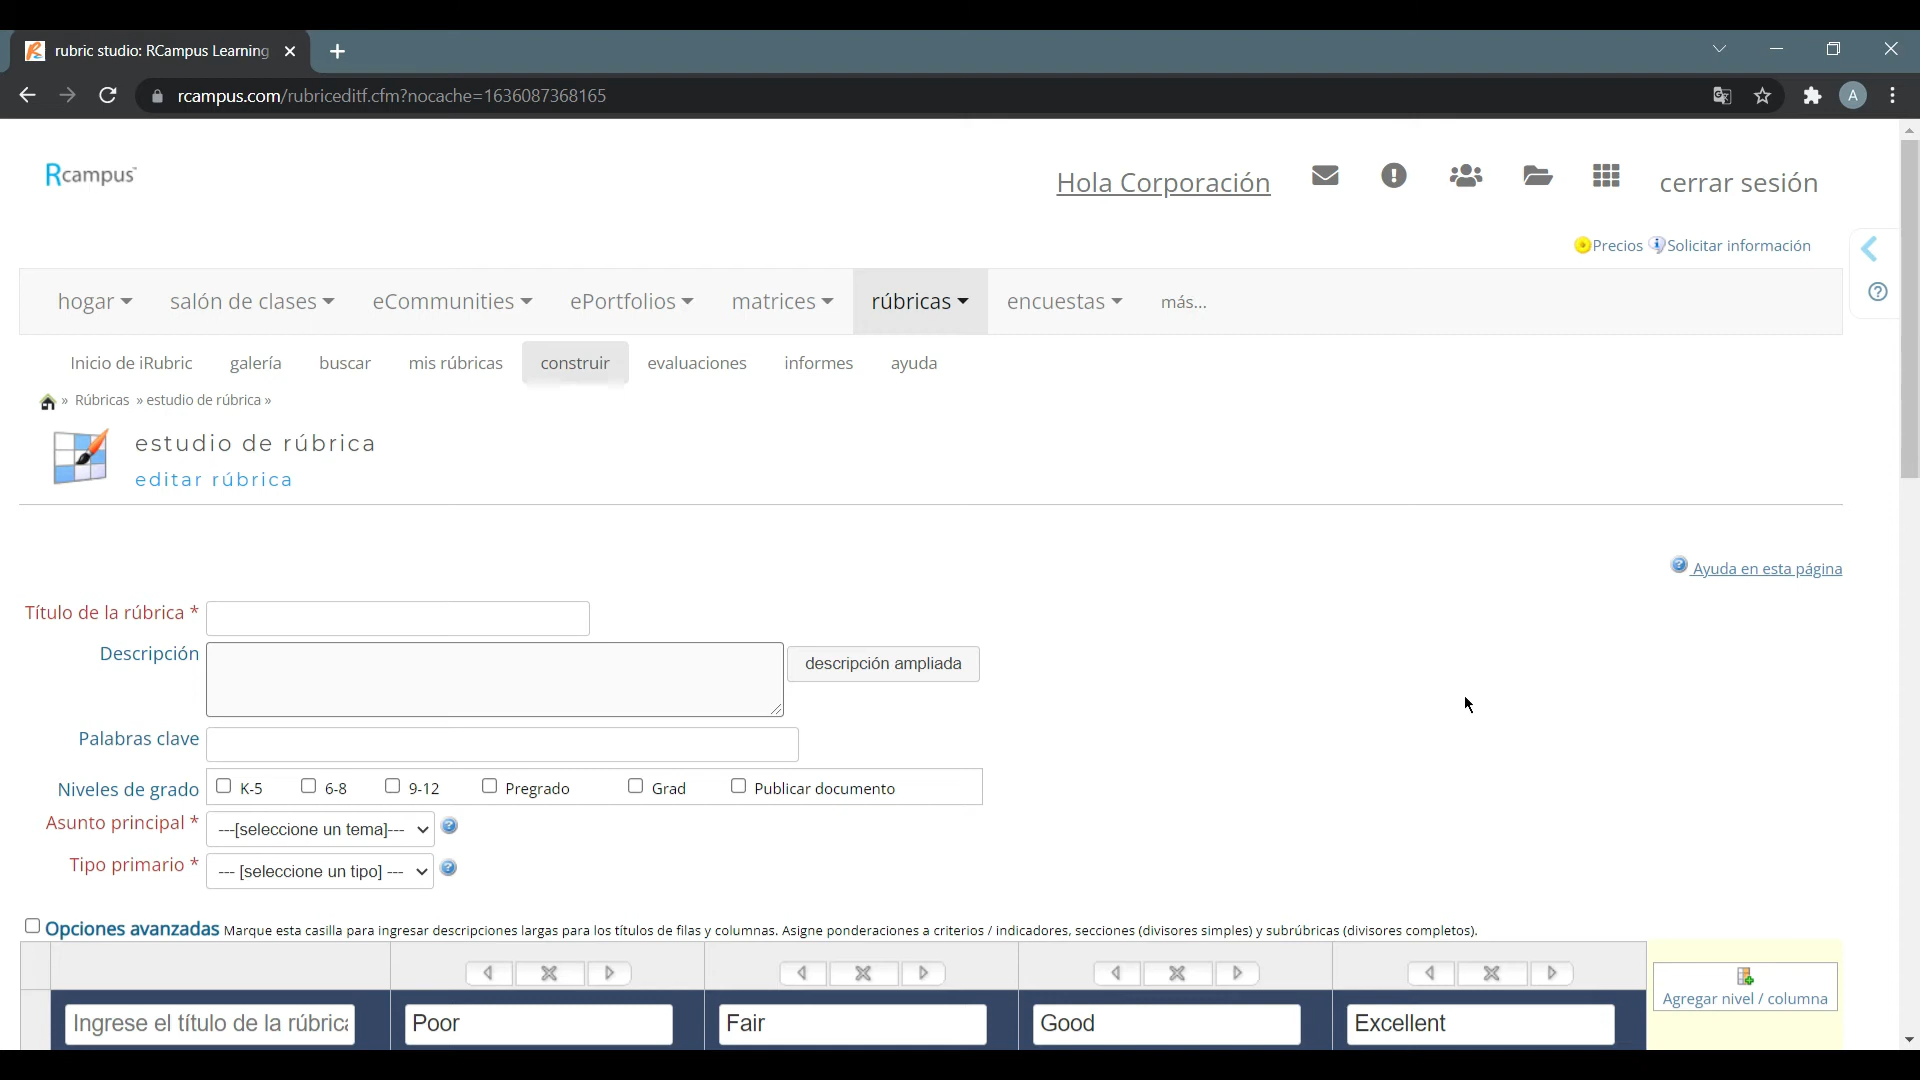 rubric studio: RCampus Learning
rcampus.com/rubriceditf.cfm?nocache=1636087368165
A
Rcampus™
Hola Corporación
cerrar sesión
Precios Solicitar información
hogar salón de clases eCommunities ePortfolios matrices rúbricas encuestas más...
Inicio de iRubric galería buscar mis rúbricas construir evaluaciones informes ayuda
» Rúbricas » estudio de rúbrica »
estudio de rúbrica
editar rúbrica
Ayuda en esta página
Título de la rúbrica *
Descripción
descripción ampliada
Palabras clave
Niveles de grado K-5 6-8 9-12 Pregrado Grad Publicar documento
Asunto principal * ---[seleccione un tema]---
Tipo primario * --- [seleccione un tipo] ---
Opciones avanzadas Marque esta casilla para ingresar descripciones largas para los títulos de filas y columnas. Asigne ponderaciones a criterios / indicadores, secciones (divisores simples) y subrúbricas (divisores completos).
Agregar nivel / columna
Ingrese el título de la rúbrica Poor Fair Good Excellent